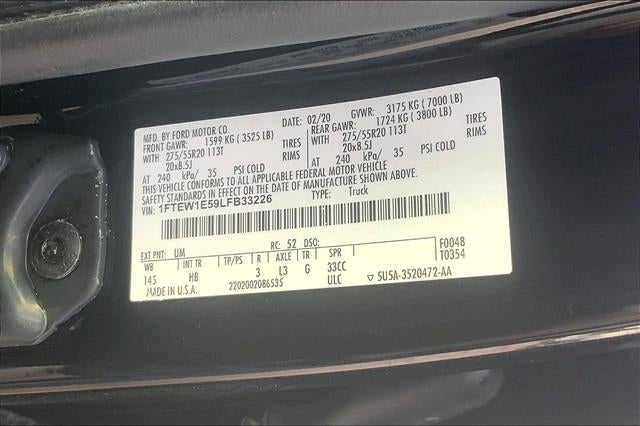 MFD. BY FORD MOTOR CO.
DATE: 02/20 GVWR: 3175 KG ( 7000 LB)
FRONT GAWR: 1599 KG ( 3525 LB) REAR GAWR: 1724 KG ( 3800 LB)
WITH 275/55R20 113T TIRES WITH 275/55R20 113T TIRES
20x8.5J RIMS 20x8.5J RIMS
AT 240 kPa/ 35 PSI COLD AT 240 kPa/ 35 PSI COLD
THIS VEHICLE CONFORMS TO ALL APPLICABLE FEDERAL MOTOR VEHICLE
SAFETY STANDARDS IN EFFECT ON THE DATE OF MANUFACTURE SHOWN ABOVE.
VIN: 1FTEW1E59LFB33226 TYPE: Truck
EXT PNT: UM RC: 52 DSO: F0048
WB INT TR TP/PS R AXLE TR SPR T0354
145 HB 3 L3 G 33CC
MADE IN U.S.A. 2202002086535 ULC ▽ 5U5A-3520472-AA